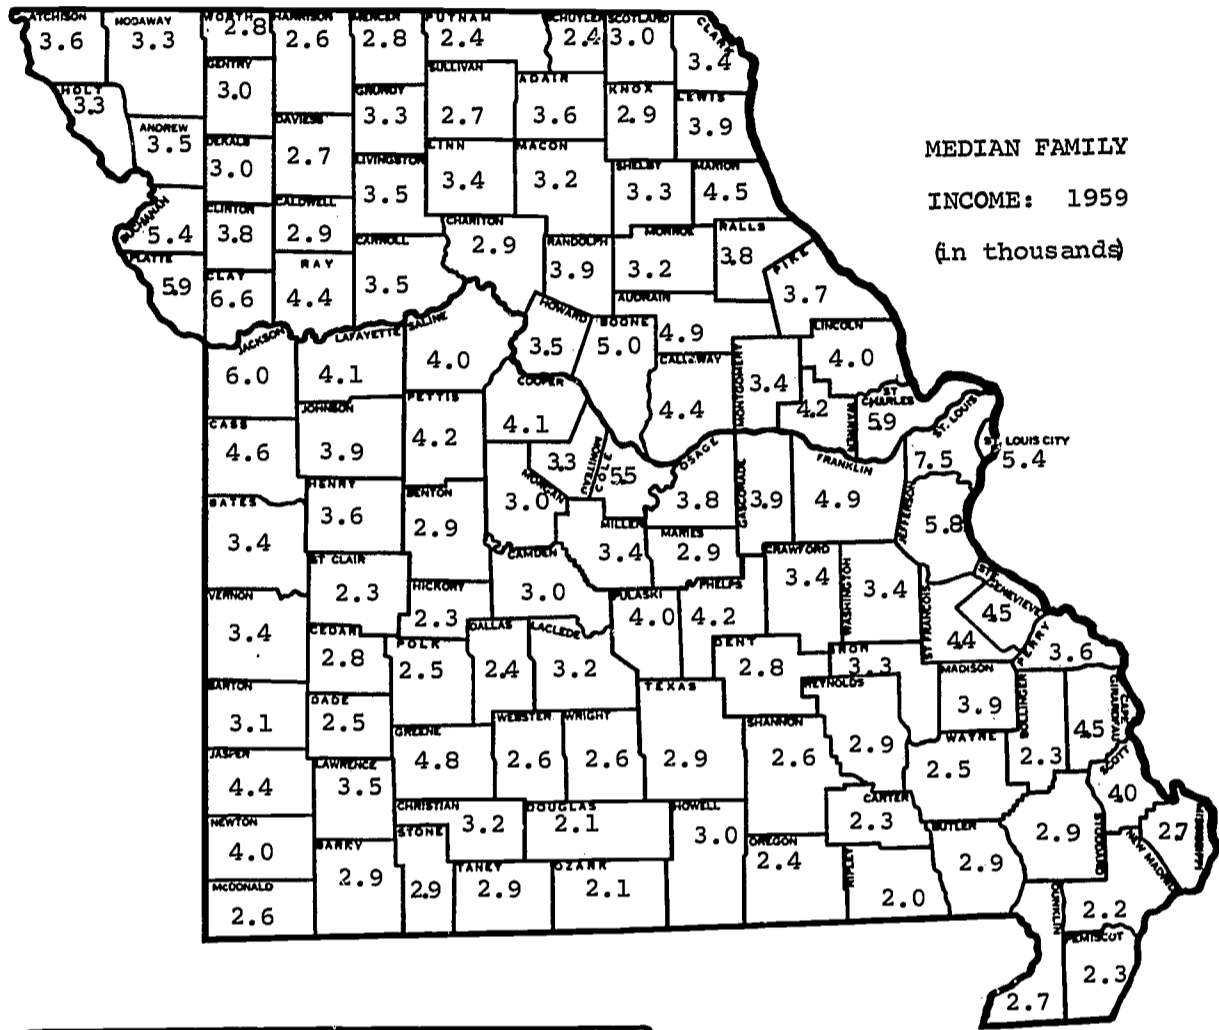 ATCHISON
3.6
NODAWAY
3.3
WORTH
2.8
HARRISON
2.6
MERCER
2.8
PUTNAM
2.4
SCHUYLER
2.4
SCOTLAND
3.0
CLARK
3.4
HOLT
3.3
GENTRY
3.0
GRUNDY
3.3
SULLIVAN
2.7
ADAIR
3.6
KNOX
2.9
LEWIS
3.9
ANDREW
3.5
DEKALB
3.0
DAVIESS
2.7
LIVINGSTON
3.5
LINN
3.4
MACON
3.2
SHELBY
3.3
MARION
4.5
MEDIAN FAMILY
INCOME: 1959
(in thousands)
BUCHANAN
5.4
CLINTON
3.8
CALDWELL
2.9
CARROLL
3.5
CHARITON
2.9
RANDOLPH
3.9
MONROE
3.2
RALLS
3.8
PIKE
3.7
PLATTE
5.9
CLAY
6.6
RAY
4.4
HOWARD
3.5
BOONE
5.0
AUDRAIN
4.9
LINCOLN
4.0
JACKSON
6.0
LAFAYETTE
4.1
SALINE
4.0
COOPER
4.1
CALLAWAY
4.4
MONTGOMERY
3.4
WARREN
4.2
ST CHARLES
5.9
ST. LOUIS
7.5
ST. LOUIS CITY
5.4
CASS
4.6
JOHNSON
3.9
PETTIS
4.2
MONITEAU
3.3
COLE
5.5
OSAGE
3.8
GASCONADE
3.9
FRANKLIN
4.9
JEFFERSON
5.8
BATES
3.4
HENRY
3.6
BENTON
2.9
MORGAN
3.0
MILLER
3.4
MARIES
2.9
CRAWFORD
3.4
WASHINGTON
3.4
ST FRANCOIS
4.4
ST. GENEVIEVE
4.5
PERRY
3.6
VERNON
3.4
ST CLAIR
2.3
HICKORY
2.3
CAMDEN
3.0
PULASKI
4.0
PHELPS
4.2
DENT
2.8
IRON
3.3
MADISON
3.9
BOLLINGER
2.3
CAPE GIRARDEAU
4.5
CEDAR
2.8
POLK
2.5
DALLAS
2.4
LACLEDE
3.2
TEXAS
2.9
REYNOLDS
2.9
WAYNE
2.5
SCOTT
4.0
MISSISSIPPI
2.7
BARTON
3.1
DADE
2.5
GREENE
4.8
WEBSTER
2.6
WRIGHT
2.6
SHANNON
2.6
CARTER
2.3
BUTLER
2.9
STODDARD
2.9
NEW MADRID
2.2
JASPER
4.4
LAWRENCE
3.5
CHRISTIAN
3.2
DOUGLAS
2.1
HOWELL
3.0
OREGON
2.4
RIPLEY
2.0
NEWTON
4.0
BARRY
2.9
STONE
2.9
TANEY
2.9
OZARK
2.1
McDONALD
2.6
DUNKLIN
2.7
PEMISCOT
2.3